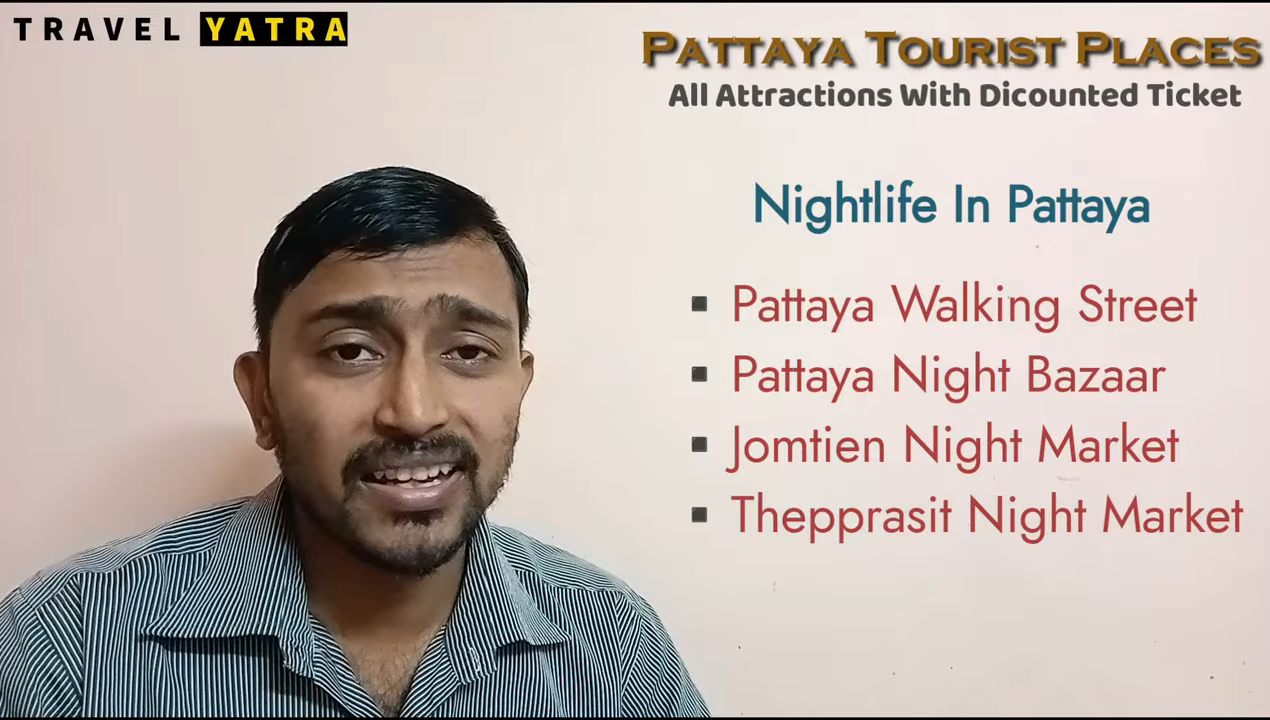 TRAVEL YATRA
PATTAYA TOURIST PLACES
All Attractions With Dicounted Ticket
Nightlife In Pattaya
▪ Pattaya Walking Street
▪ Pattaya Night Bazaar
▪ Jomtien Night Market
▪ Thepprasit Night Market